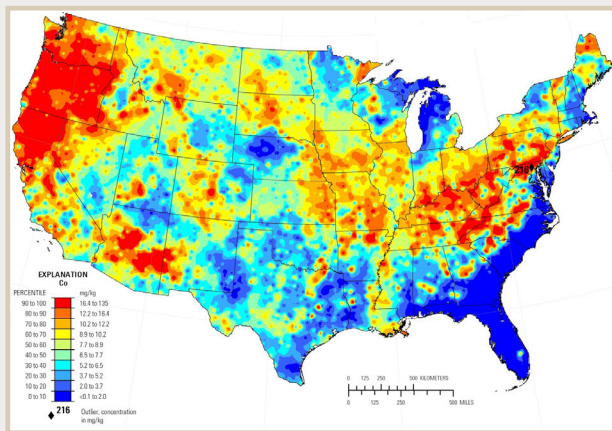 216
EXPLANATION
Co
PERCENTILE mg/kg
90 to 100 16.4 to 135
80 to 90 12.2 to 16.4
70 to 80 10.2 to 12.2
60 to 70 8.9 to 10.2
50 to 60 7.7 to 8.9
40 to 50 6.5 to 7.7
30 to 40 5.2 to 6.5
20 to 30 3.7 to 5.2
10 to 20 2.0 to 3.7
0 to 10 <0.1 to 2.0
216 Outlier, concentration
in mg/kg
0 125 250 500 KILOMETERS
0 125 250 500 MILES